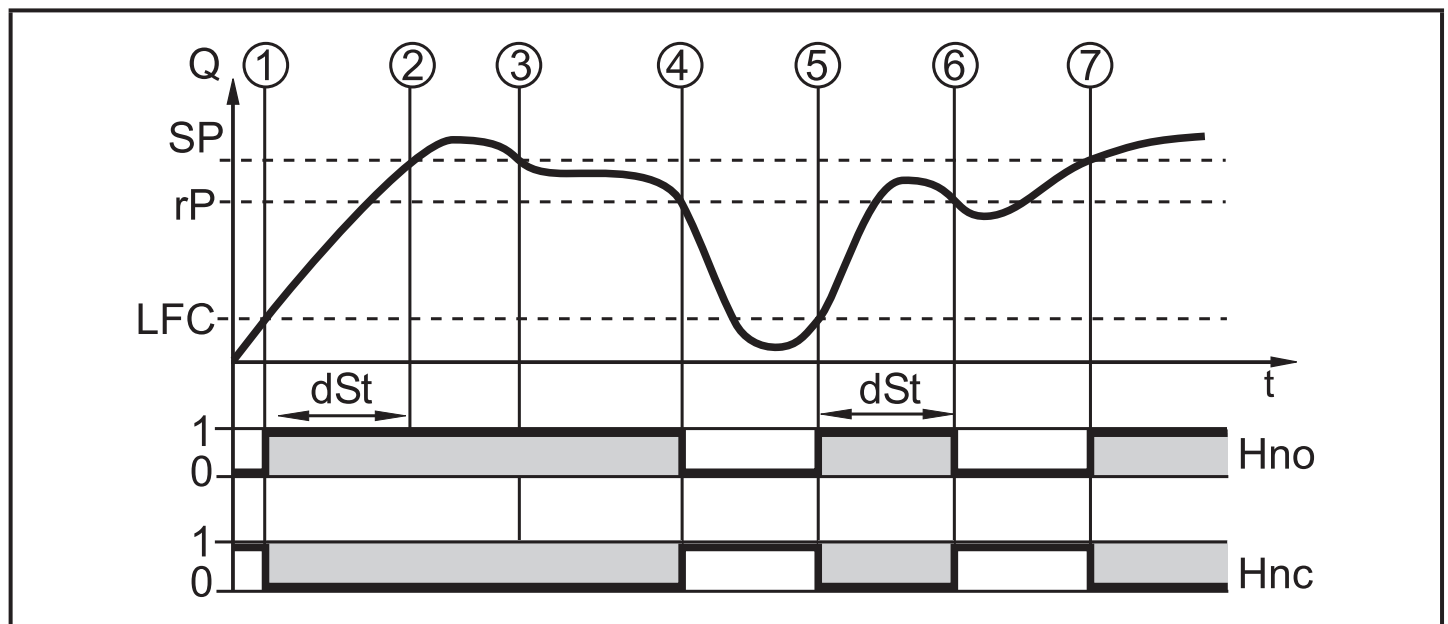 Q ① ② ③ ④ ⑤ ⑥ ⑦
SP
rP
LFC
t
dSt dSt
1
0
Hno
1
0
Hnc